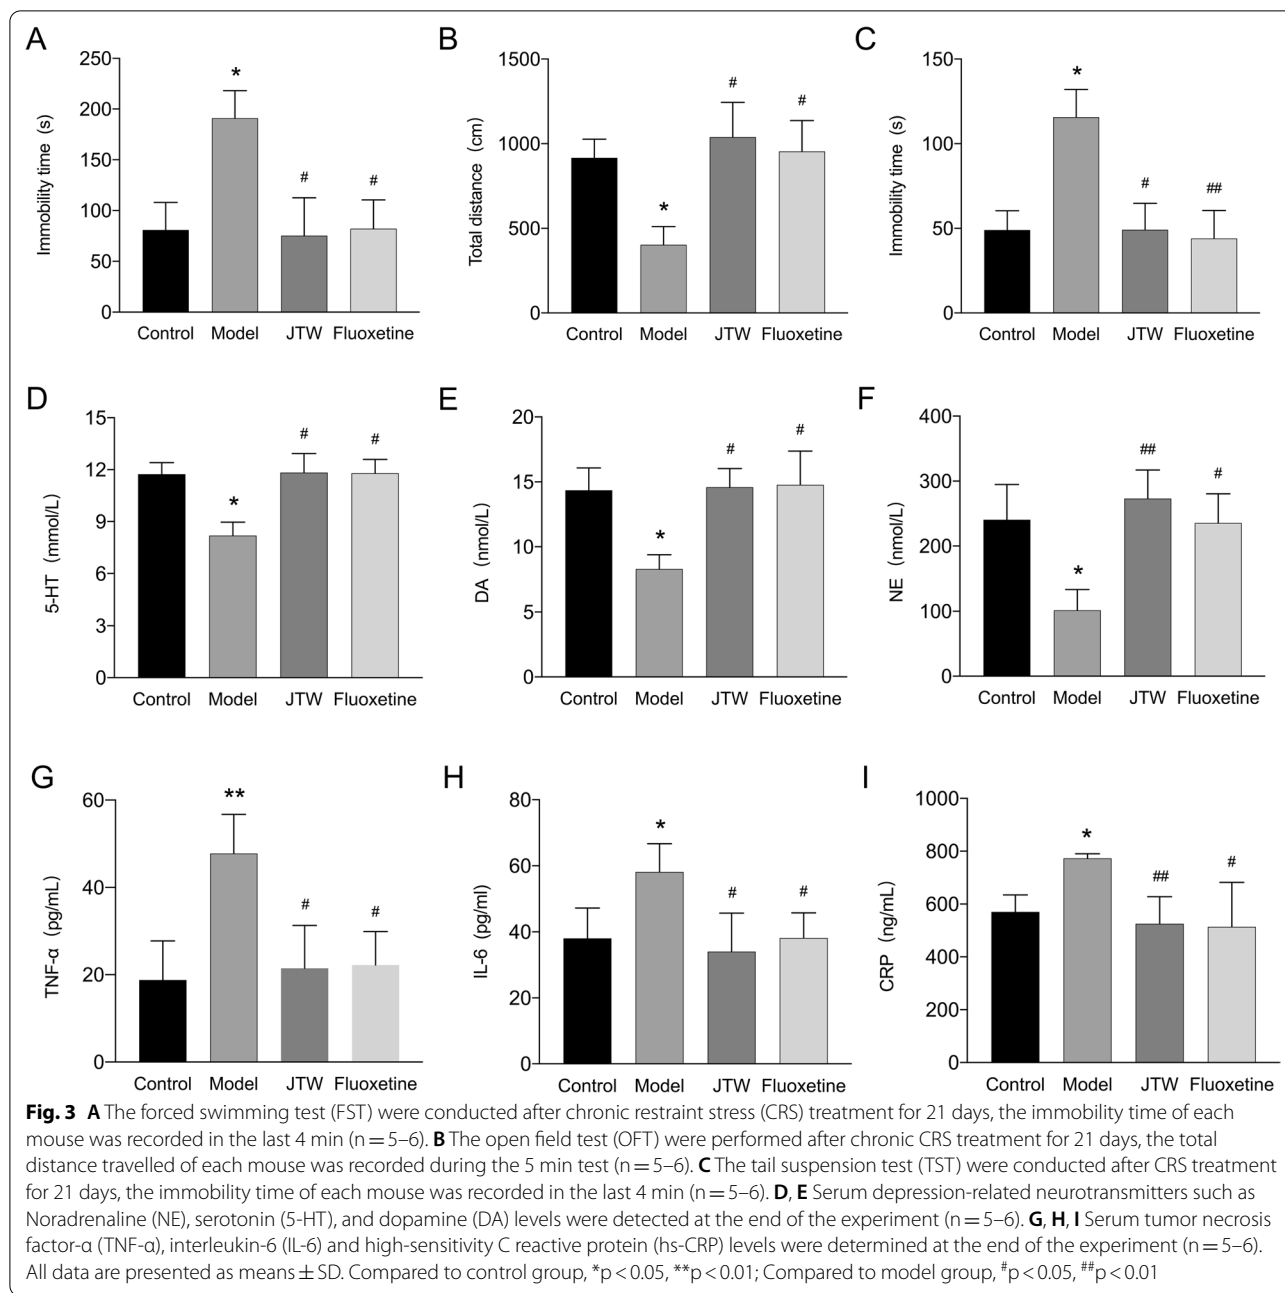 A
B
C
250
200
150
100
50
0
Immobility time (s)
*
#
#
Control Model JTW Fluoxetine
1500
1000
500
0
Total distance (cm)
*
#
#
Control Model JTW Fluoxetine
150
100
50
0
Immobility time (s)
*
#
##
Control Model JTW Fluoxetine
D
E
F
15
12
9
6
3
0
5-HT (mmol/L)
*
#
#
Control Model JTW Fluoxetine
20
15
10
5
0
DA (nmol/L)
*
#
#
Control Model JTW Fluoxetine
400
300
200
100
0
NE (nmol/L)
*
##
#
Control Model JTW Fluoxetine
G
H
I
60
40
20
0
TNF-α (pg/mL)
**
#
#
Control Model JTW Fluoxetine
80
60
40
20
0
IL-6 (pg/ml)
*
#
#
Control Model JTW Fluoxetine
1000
800
600
400
200
0
CRP (ng/mL)
*
##
#
Control Model JTW Fluoxetine
Fig. 3 A The forced swimming test (FST) were conducted after chronic restraint stress (CRS) treatment for 21 days, the immobility time of each
mouse was recorded in the last 4 min (n = 5–6). B The open field test (OFT) were performed after chronic CRS treatment for 21 days, the total
distance travelled of each mouse was recorded during the 5 min test (n = 5–6). C The tail suspension test (TST) were conducted after CRS treatment
for 21 days, the immobility time of each mouse was recorded in the last 4 min (n = 5–6). D, E Serum depression-related neurotransmitters such as
Noradrenaline (NE), serotonin (5-HT), and dopamine (DA) levels were detected at the end of the experiment (n = 5–6). G, H, I Serum tumor necrosis
factor-α (TNF-α), interleukin-6 (IL-6) and high-sensitivity C reactive protein (hs-CRP) levels were determined at the end of the experiment (n = 5–6).
All data are presented as means ± SD. Compared to control group, *p < 0.05, **p < 0.01; Compared to model group, #p < 0.05, ##p < 0.01